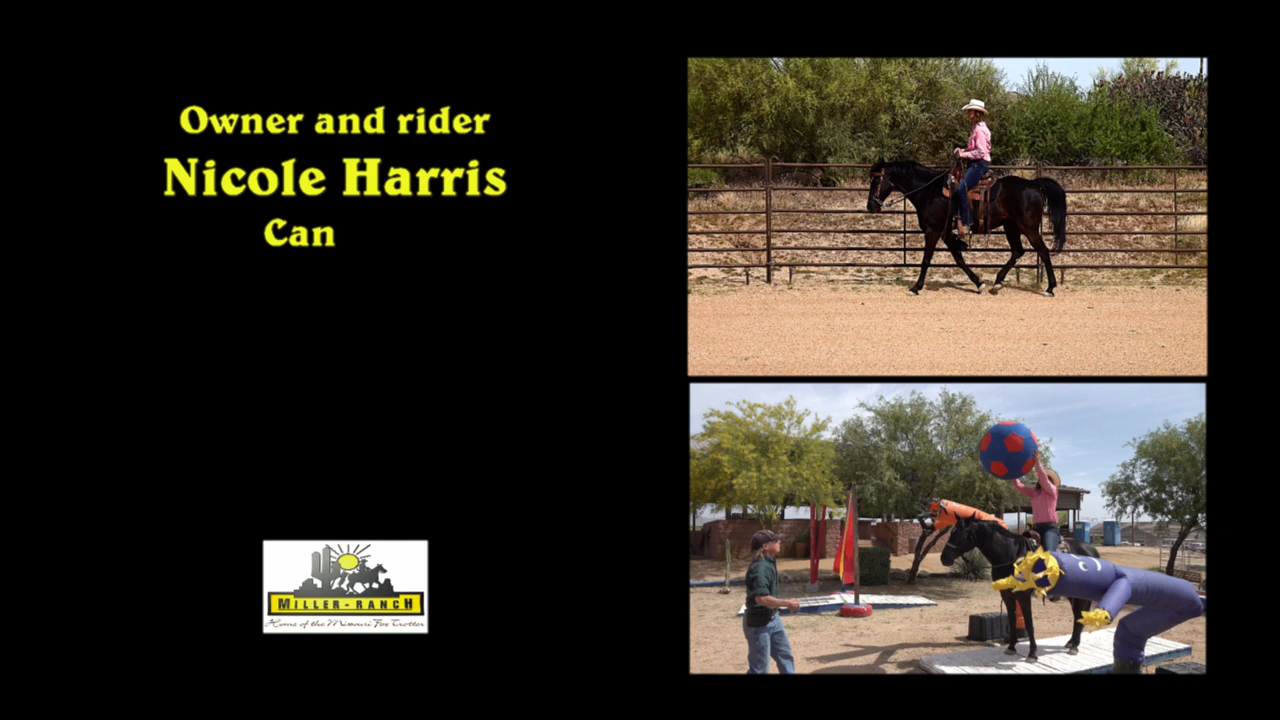 Owner and rider
Nicole Harris
Can
MILLER-RANCH
Home of the Missouri Fox Trotter